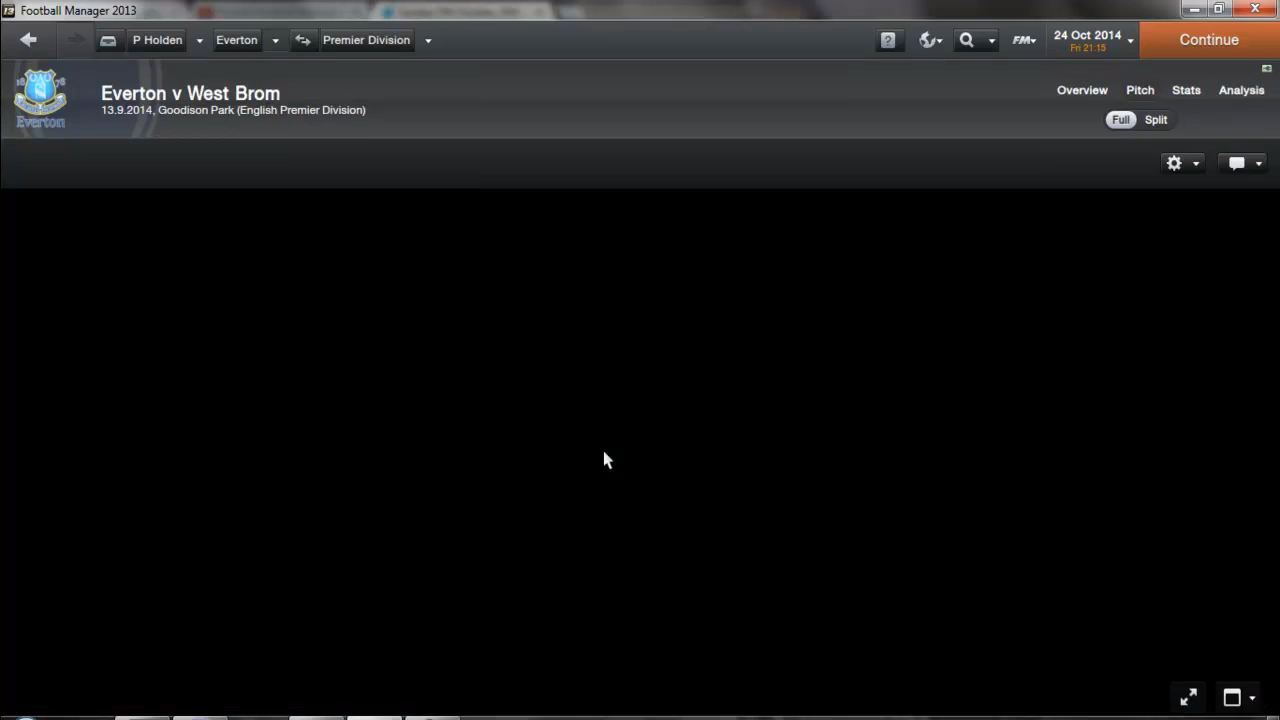 Football Manager 2013
P Holden
Everton
Premier Division
FM
24 Oct 2014
Fri 21:15
Continue
Everton v West Brom
13.9.2014, Goodison Park (English Premier Division)
Everton
Overview
Pitch
Stats
Analysis
Full
Split